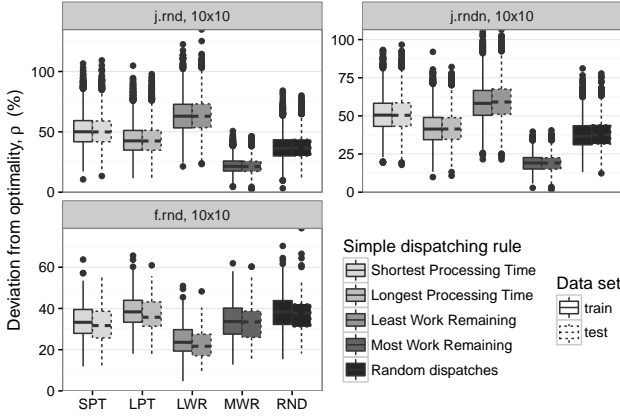 j.rnd, 10x10
j.rndn, 10x10
100
50
0
100
75
50
25
0
f.rnd, 10x10
60
40
20
0
Deviation from optimality, ρ (%)
SPT LPT LWR MWR RND
Simple dispatching rule
Shortest Processing Time
Longest Processing Time
Least Work Remaining
Most Work Remaining
Random dispatches
Data set
train
test